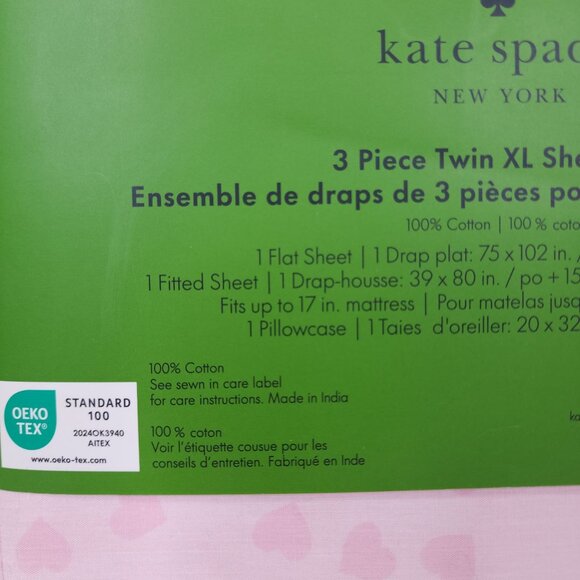 kate spad
NEW YORK
3 Piece Twin XL She
Ensemble de draps de 3 pièces po
100% Cotton | 100 % coto
1 Flat Sheet | 1 Drap plat: 75 x 102 in. /
1 Fitted Sheet | 1 Drap-housse: 39 x 80 in. / po + 15
Fits up to 17 in. mattress | Pour matelas jusq
1 Pillowcase | 1 Taies d'oreiller: 20 x 32
100% Cotton
See sewn in care label
for care instructions. Made in India
100 % coton
Voir l'étiquette cousue pour les
conseils d'entretien. Fabriqué en Inde
ka
OEKO
TEX®
STANDARD
100
2024OK3940
AITEX
www.oeko-tex.com